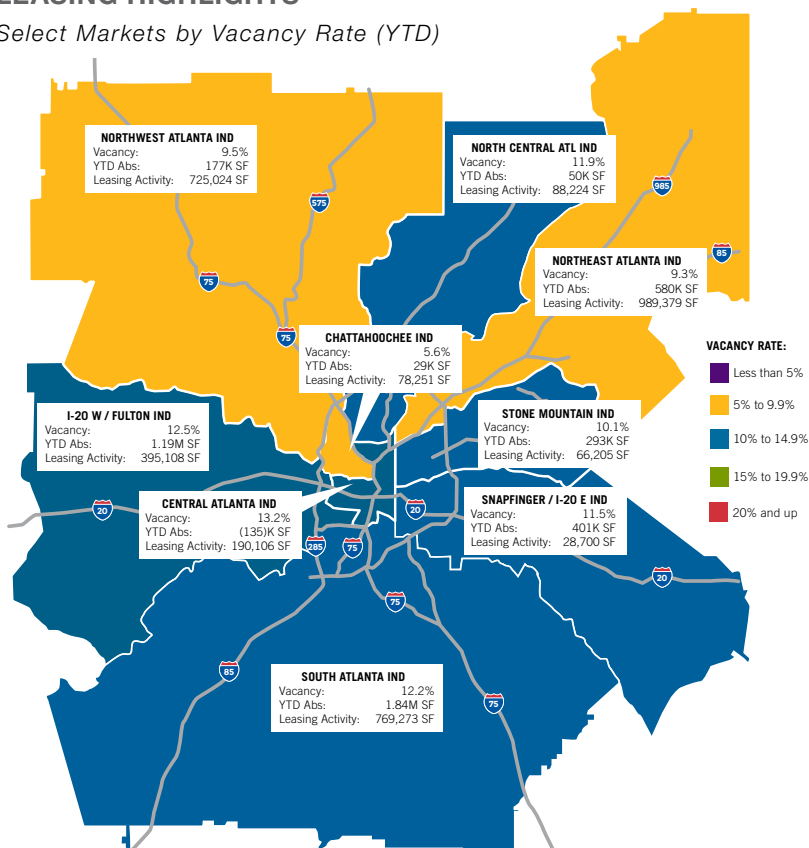 LEASING HIGHLIGHTS
Select Markets by Vacancy Rate (YTD)
NORTHWEST ATLANTA IND
Vacancy: 9.5%
YTD Abs: 177K SF
Leasing Activity: 725,024 SF
NORTH CENTRAL ATL IND
Vacancy: 11.9%
YTD Abs: 50K SF
Leasing Activity: 88,224 SF
985
575
85
NORTHEAST ATLANTA IND
Vacancy: 9.3%
YTD Abs: 580K SF
Leasing Activity: 989,379 SF
75
75
CHATTAHOOCHEE IND
Vacancy: 5.6%
YTD Abs: 29K SF
Leasing Activity: 78,251 SF
VACANCY RATE:
Less than 5%
5% to 9.9%
10% to 14.9%
15% to 19.9%
20% and up
I-20 W / FULTON IND
Vacancy: 12.5%
YTD Abs: 1.19M SF
Leasing Activity: 395,108 SF
STONE MOUNTAIN IND
Vacancy: 10.1%
YTD Abs: 293K SF
Leasing Activity: 66,205 SF
CENTRAL ATLANTA IND
Vacancy: 13.2%
YTD Abs: (135)K SF
Leasing Activity: 190,106 SF
SNAPFINGER / I-20 E IND
Vacancy: 11.5%
YTD Abs: 401K SF
Leasing Activity: 28,700 SF
20
20
285
75
20
75
85
SOUTH ATLANTA IND
Vacancy: 12.2%
YTD Abs: 1.84M SF
Leasing Activity: 769,273 SF
75